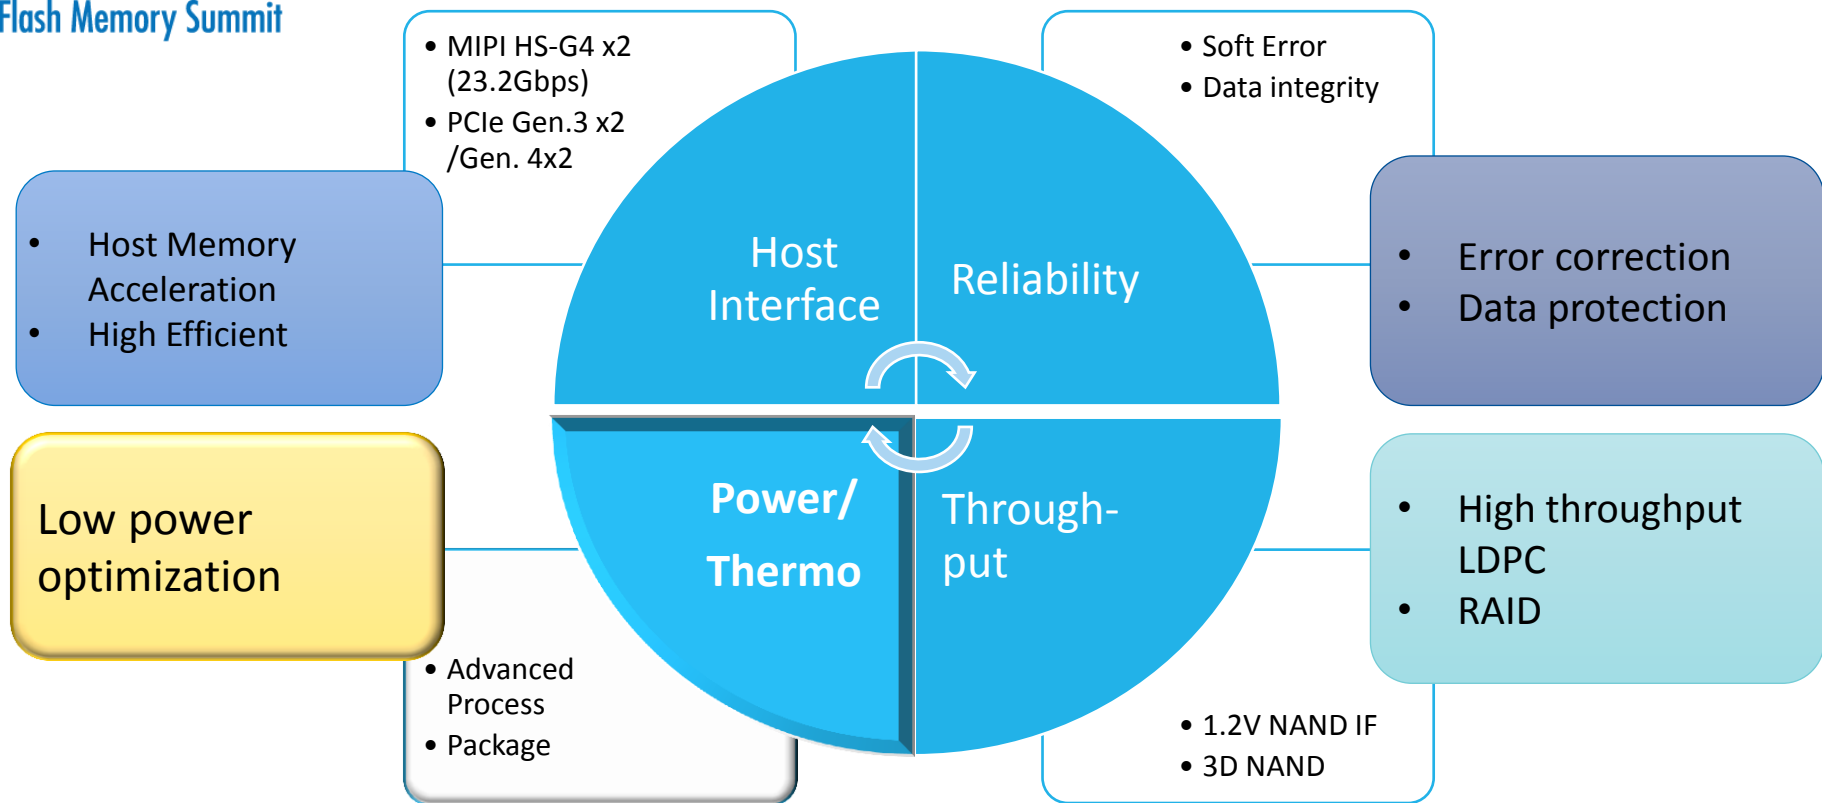 Flash Memory Summit
• MIPI HS-G4 x2
(23.2Gbps)
• PCIe Gen.3 x2
/Gen. 4x2
• Soft Error
• Data integrity
• Host Memory
Acceleration
• High Efficient
Host
Interface
Reliability
• Error correction
• Data protection
Low power
optimization
Power/
Thermo
Through-
put
• High throughput
LDPC
• RAID
• Advanced
Process
• Package
• 1.2V NAND IF
• 3D NAND